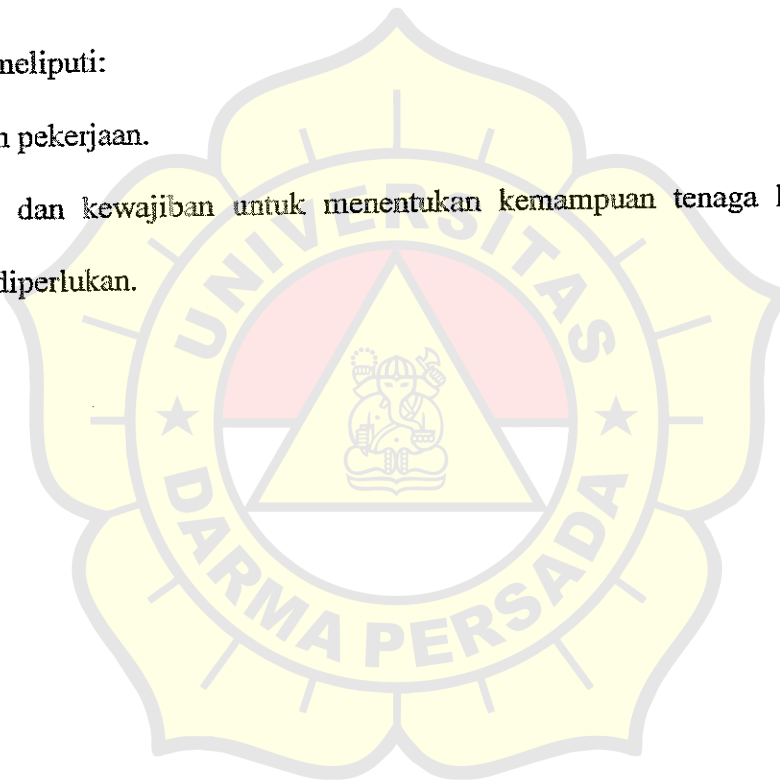 meliputi:
pekerjaan.
dan kewajiban untuk menentukan kemampuan tenaga
diperlukan.
UNIVERSITAS
DARMA PERSADA